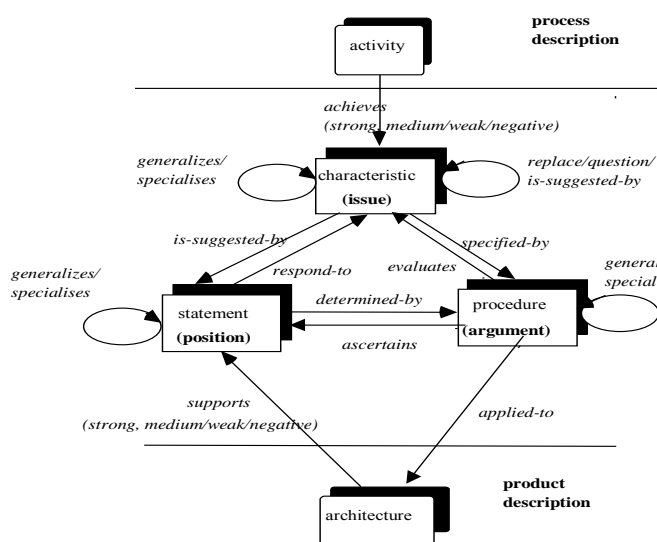 process
description
activity
achieves
(strong, medium/weak/negative)
generalizes/
specialises
characteristic
(issue)
replace/question/
is-suggested-by
is-suggested-by
specified-by
respond-to
evaluates
generalizes/
specialises
general
special
statement
(position)
determined-by
procedure
(argument)
ascertains
supports
(strong, medium/weak/negative)
applied-to
product
description
architecture